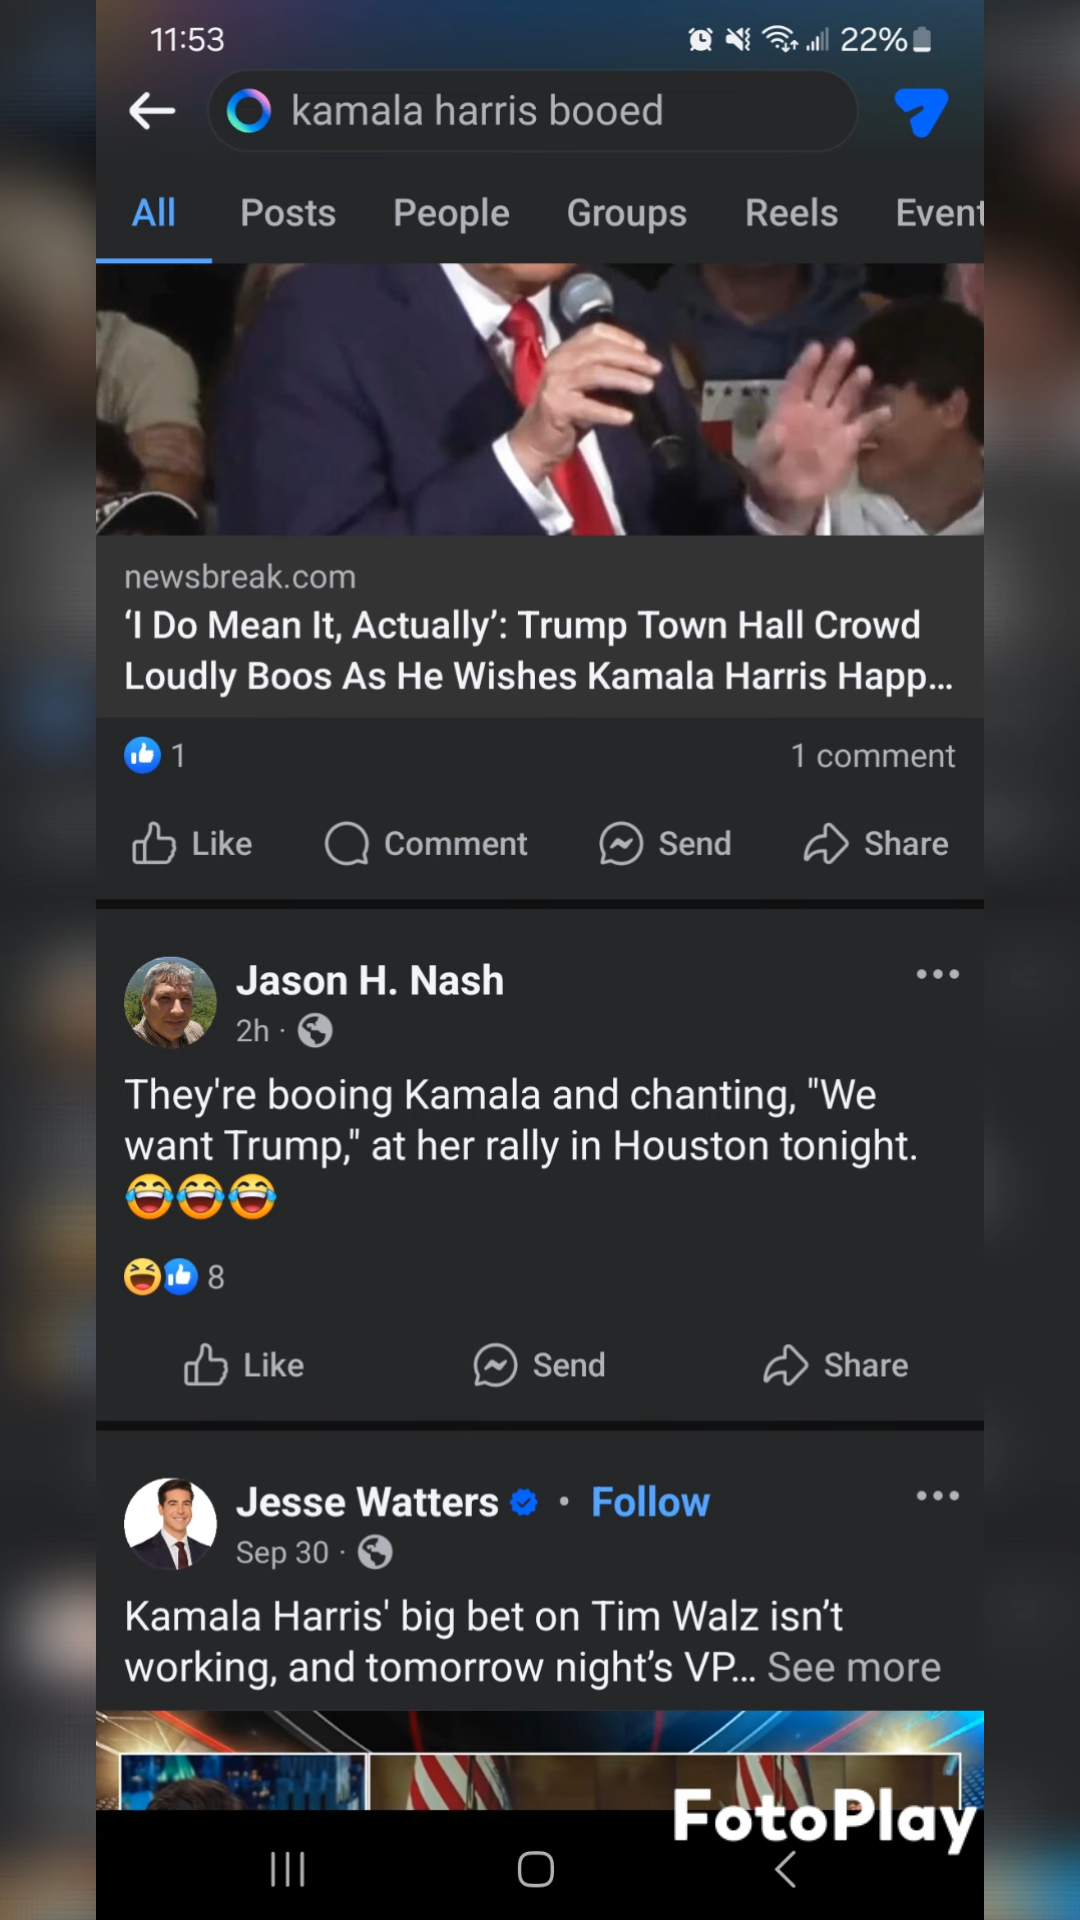 11:53
22%
kamala harris booed
All Posts People Groups Reels Event
newsbreak.com
‘I Do Mean It, Actually’: Trump Town Hall Crowd
Loudly Boos As He Wishes Kamala Harris Happ...
1
1 comment
Like Comment Send Share
Jason H. Nash
2h ·
They're booing Kamala and chanting, "We
want Trump," at her rally in Houston tonight.
😂😂😂
8
Like Send Share
Jesse Watters · Follow
Sep 30 ·
Kamala Harris' big bet on Tim Walz isn’t
working, and tomorrow night’s VP... See more
FotoPlay